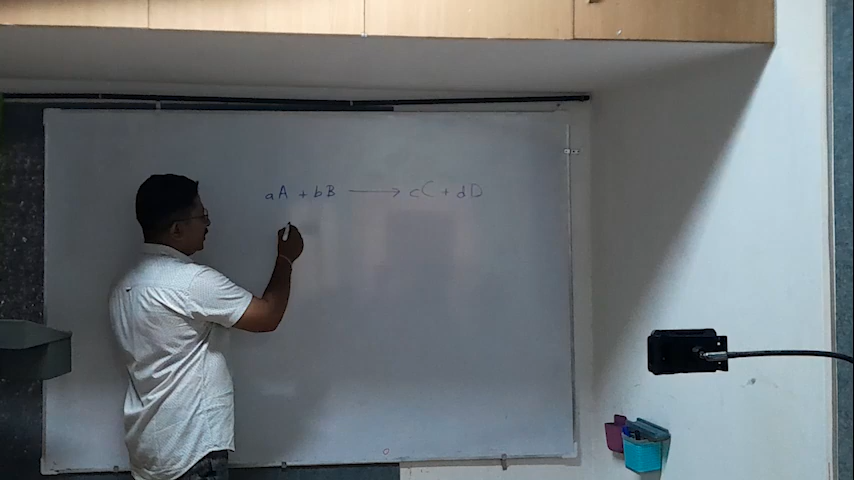 aA + bB ⟶ cC + dD